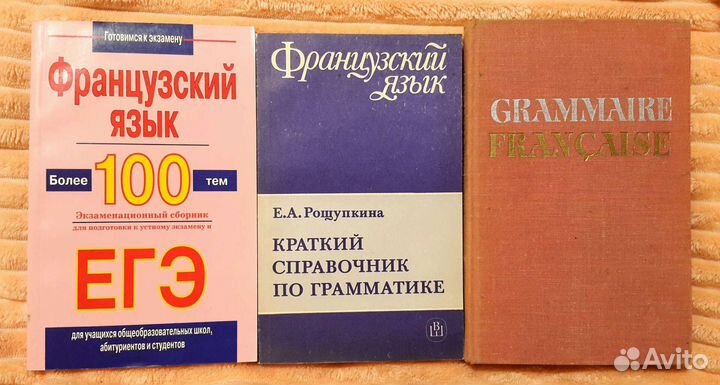 Готовимся к экзамену
Французский
язык
Более 100 тем
Экзаменационный сборник
для подготовки к устному экзамену и
ЕГЭ
для учащихся общеобразовательных школ,
абитуриентов и студентов
Французский
язык
Е.А. Рощупкина
КРАТКИЙ
СПРАВОЧНИК
ПО ГРАММАТИКЕ
GRAMMAIRE
FRANÇAISE
Avito